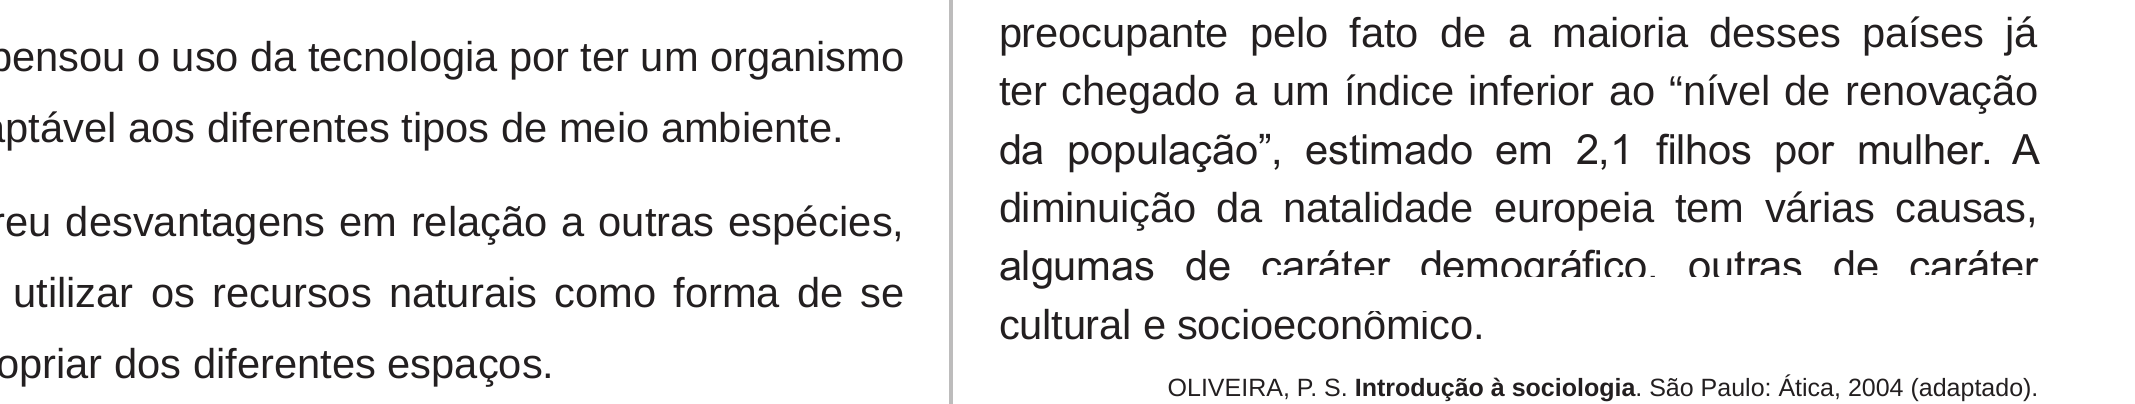 pensou o uso da tecnologia por ter um organismo
aptável aos diferentes tipos de meio ambiente.
reu desvantagens em relação a outras espécies,
utilizar os recursos naturais como forma de se
opriar dos diferentes espaços.
preocupante pelo fato de a maioria desses países já
ter chegado a um índice inferior ao “nível de renovação
da população”, estimado em 2,1 filhos por mulher. A
diminuição da natalidade europeia tem várias causas,
algumas de caráter demográfico, outras de caráter
cultural e socioeconômico.
OLIVEIRA, P. S. Introdução à sociologia. São Paulo: Ática, 2004 (adaptado).